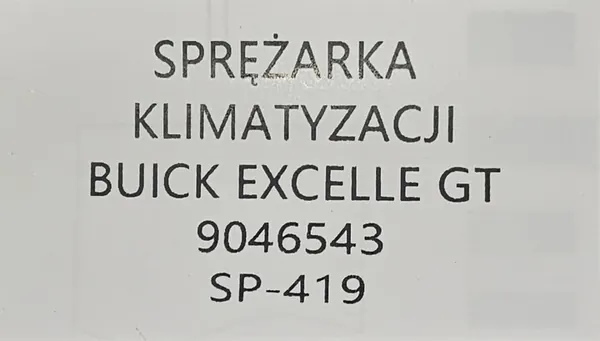 SPRĘŻARKA
KLIMATYZACJI
BUICK EXCELLE GT
9046543
SP-419